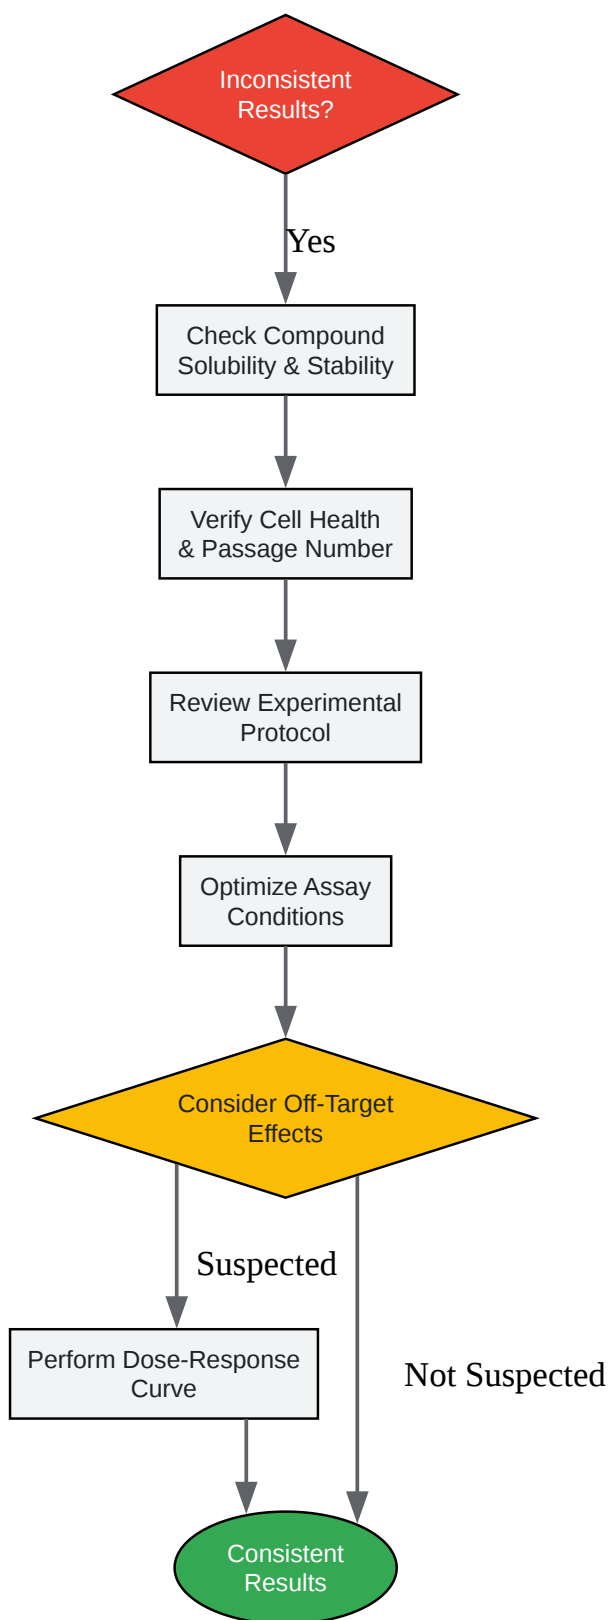 Inconsistent
Results?
Yes
Check Compound
Solubility & Stability
Verify Cell Health
& Passage Number
Review Experimental
Protocol
Optimize Assay
Conditions
Consider Off-Target
Effects
Suspected
Perform Dose-Response
Curve
Not Suspected
Consistent
Results